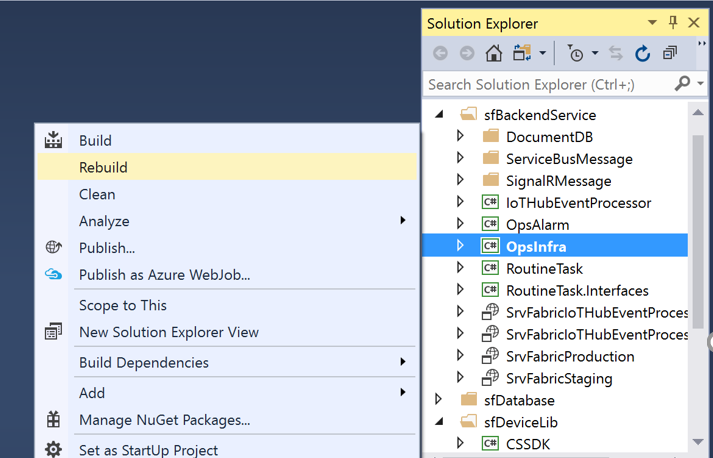 Solution Explorer
Search Solution Explorer (Ctrl+;)
sfBackendService
DocumentDB
ServiceBusMessage
SignalRMessage
C# IoTHubEventProcessor
C# OpsAlarm
C# OpsInfra
C# RoutineTask
C# RoutineTask.Interfaces
SrvFabricIoTHubEventProces
SrvFabricIoTHubEventProces
SrvFabricProduction
SrvFabricStaging
sfDatabase
sfDeviceLib
C# CSSDK
Build
Rebuild
Clean
Analyze
Publish...
Publish as Azure WebJob...
Scope to This
New Solution Explorer View
Build Dependencies
Add
Manage NuGet Packages...
Set as StartUp Project